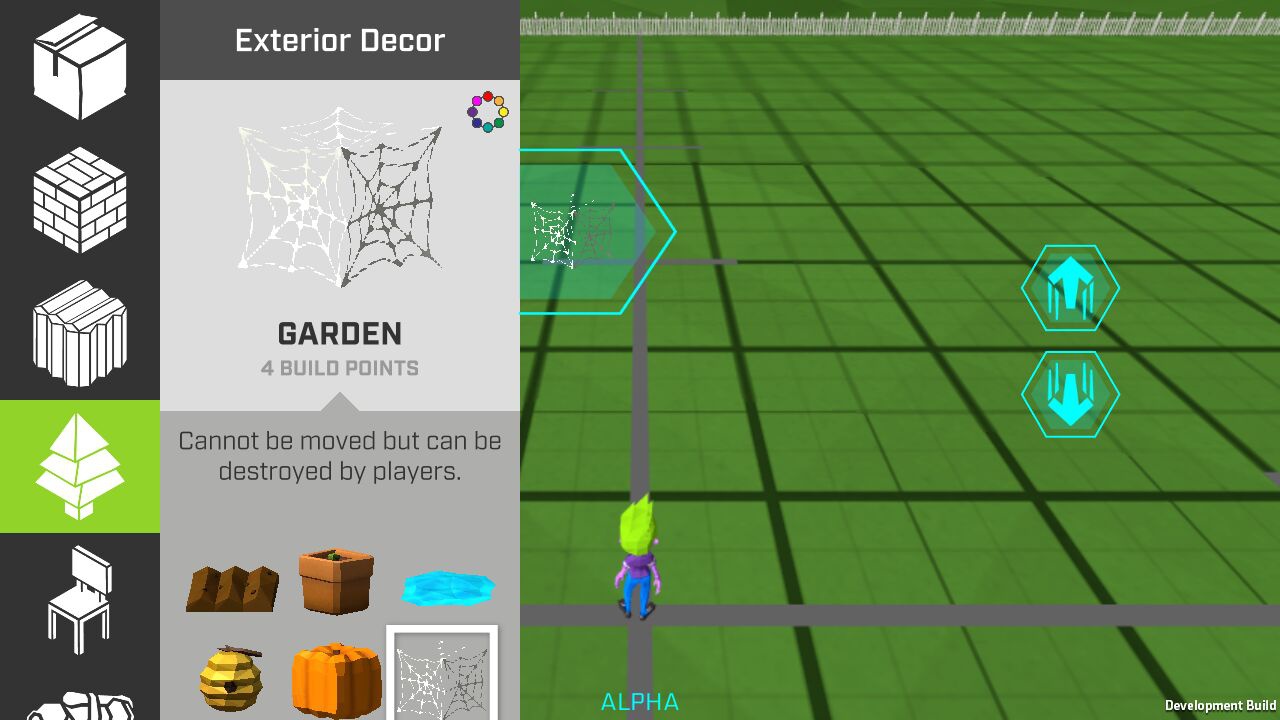 Exterior Decor
GARDEN
4 BUILD POINTS
Cannot be moved but can be
destroyed by players.
ALPHA
Development Build